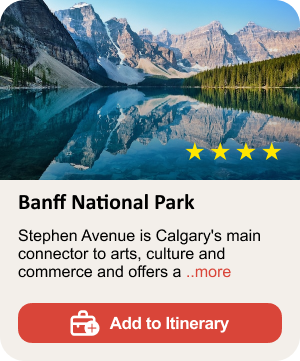 Banff National Park
Stephen Avenue is Calgary's main
connector to arts, culture and
commerce and offers a ..more
Add to Itinerary